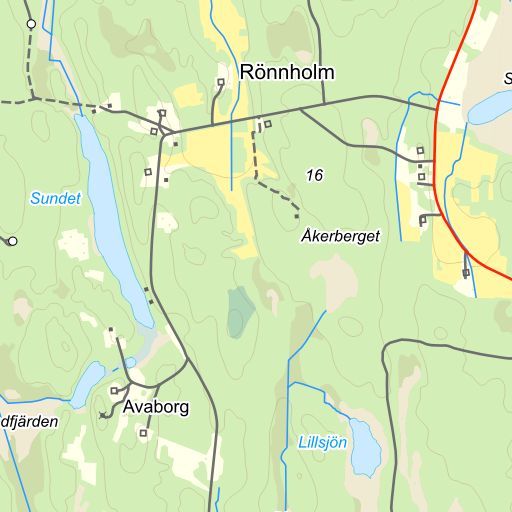 Rönnholm
S
16
Sundet
Åkerberget
Avaborg
dfjärden
Lillsjön